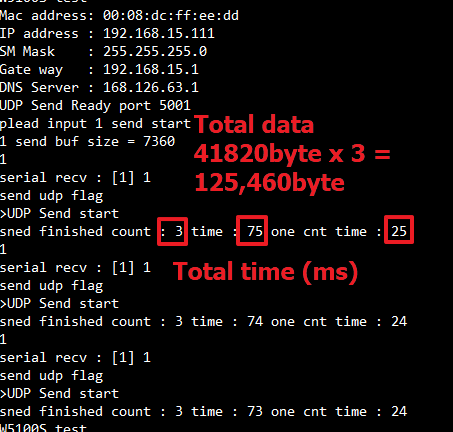 W5100S test
Mac address: 00:08:dc:ff:ee:dd
IP address : 192.168.15.111
SM Mask    : 255.255.255.0
Gate way   : 192.168.15.1
DNS Server : 168.126.63.1
UDP Send Ready port 5001
plead input 1 send start
1 send buf size = 7360
1
serial recv : [1] 1
send udp flag
>UDP Send start
sned finished count : 3 time : 75 one cnt time : 25
1
serial recv : [1] 1
send udp flag
>UDP Send start
sned finished count : 3 time : 74 one cnt time : 24
1
serial recv : [1] 1
send udp flag
>UDP Send start
sned finished count : 3 time : 73 one cnt time : 24
W5100S test
Total data
41820byte x 3 =
125,460byte
Total time (ms)